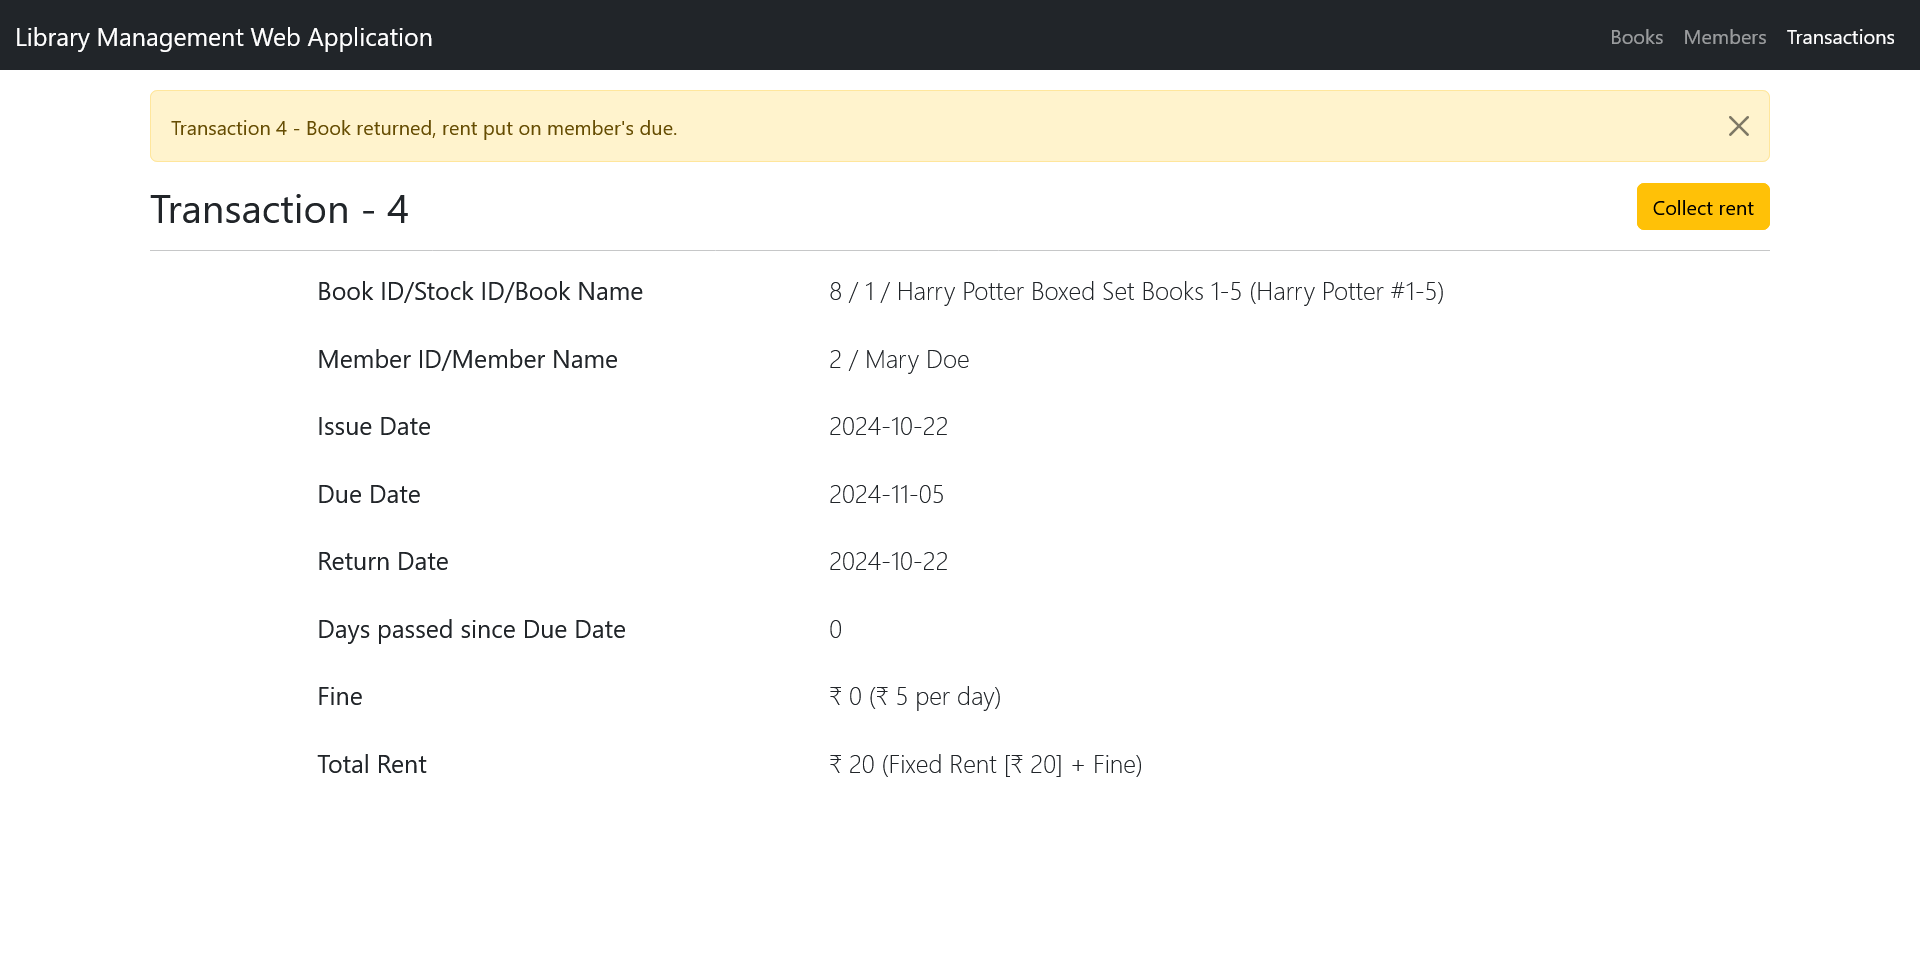 Library Management Web Application Books Members Transactions
Transaction 4 - Book returned, rent put on member's due.
Transaction - 4 Collect rent
Book ID/Stock ID/Book Name 8 / 1 / Harry Potter Boxed Set Books 1-5 (Harry Potter #1-5)
Member ID/Member Name 2 / Mary Doe
Issue Date 2024-10-22
Due Date 2024-11-05
Return Date 2024-10-22
Days passed since Due Date 0
Fine ₹ 0 (₹ 5 per day)
Total Rent ₹ 20 (Fixed Rent [₹ 20] + Fine)